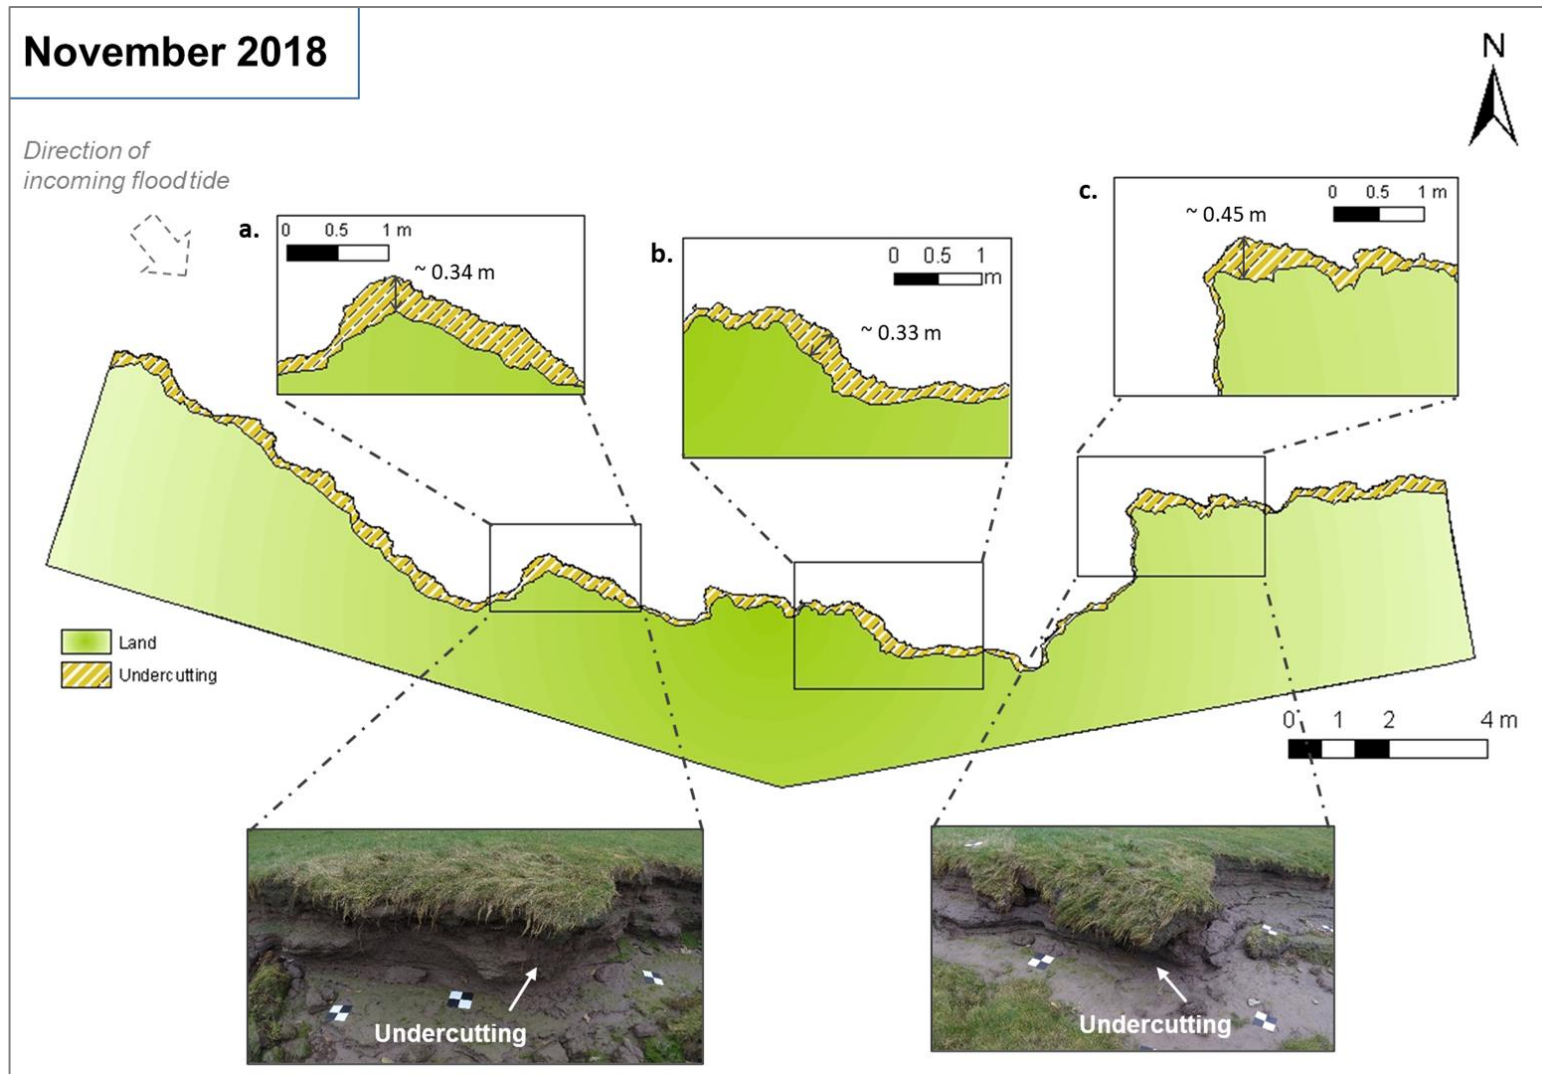 November 2018
N
Direction of
incoming flood tide
a.
0 0.5 1 m
~ 0.34 m
b.
0 0.5 1
m
~ 0.33 m
c.
0 0.5 1 m
~ 0.45 m
Land
Undercutting
0 1 2 4 m
Undercutting
Undercutting